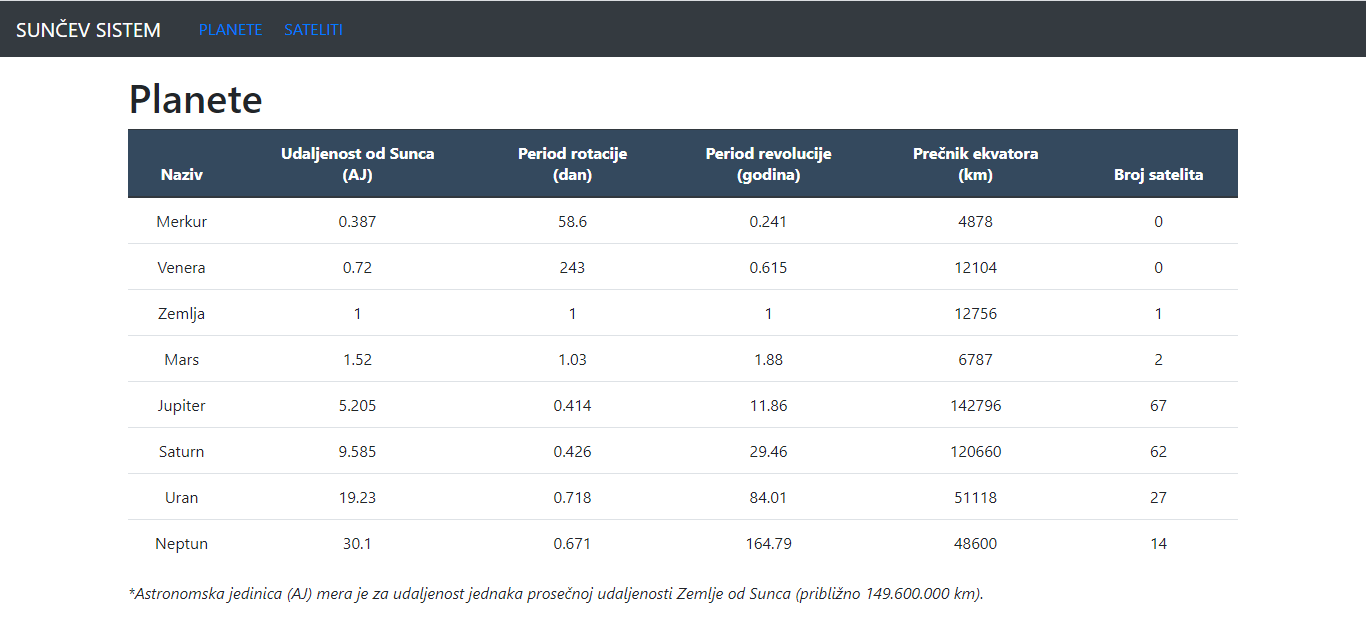 SUNČEV SISTEM PLANETE SATELITI
Planete
Naziv Udaljenost od Sunca (AJ) Period rotacije (dan) Period revolucije (godina) Prečnik ekvatora (km) Broj satelita
Merkur 0.387 58.6 0.241 4878 0
Venera 0.72 243 0.615 12104 0
Zemlja 1 1 1 12756 1
Mars 1.52 1.03 1.88 6787 2
Jupiter 5.205 0.414 11.86 142796 67
Saturn 9.585 0.426 29.46 120660 62
Uran 19.23 0.718 84.01 51118 27
Neptun 30.1 0.671 164.79 48600 14
*Astronomska jedinica (AJ) mera je za udaljenost jednaka prosečnoj udaljenosti Zemlje od Sunca (približno 149.600.000 km).